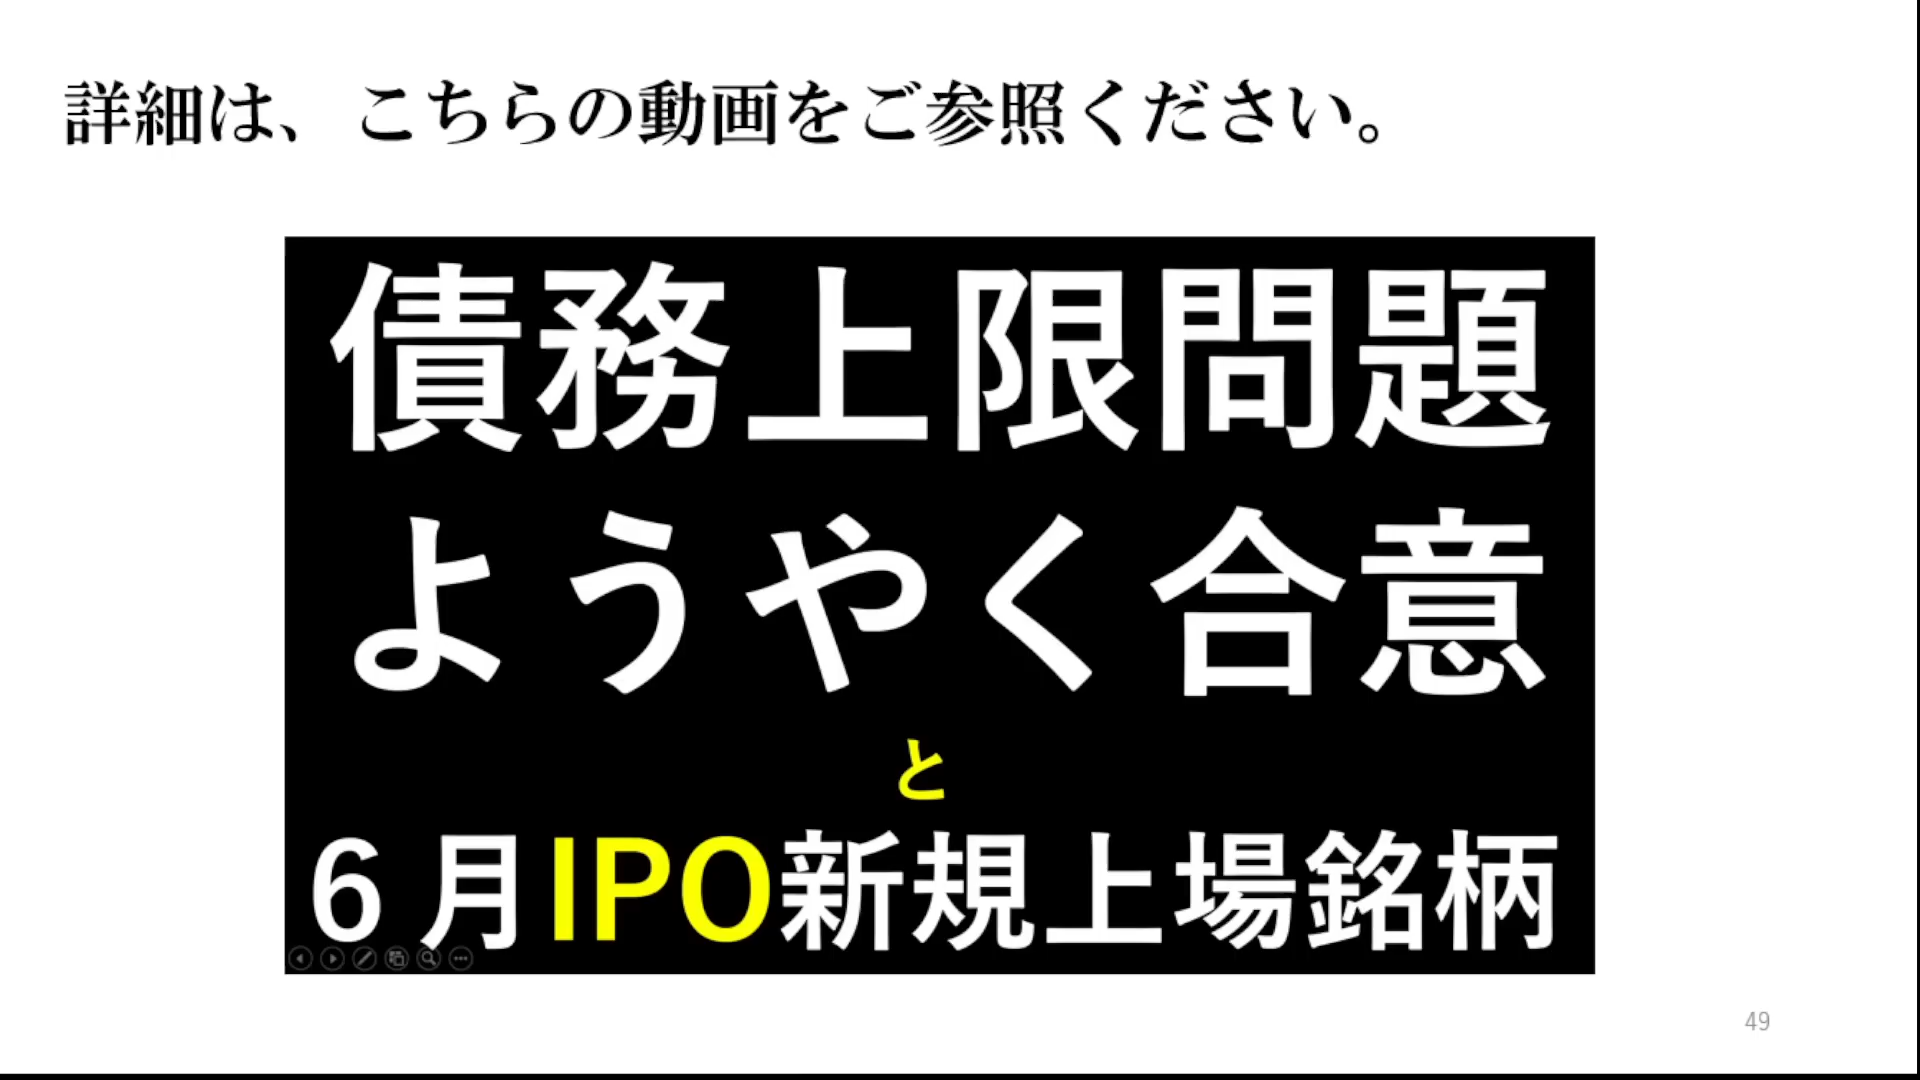 詳細は、こちらの動画をご参照ください。
債務上限問題
ようやく合意
と
６月IPO新規上場銘柄
49